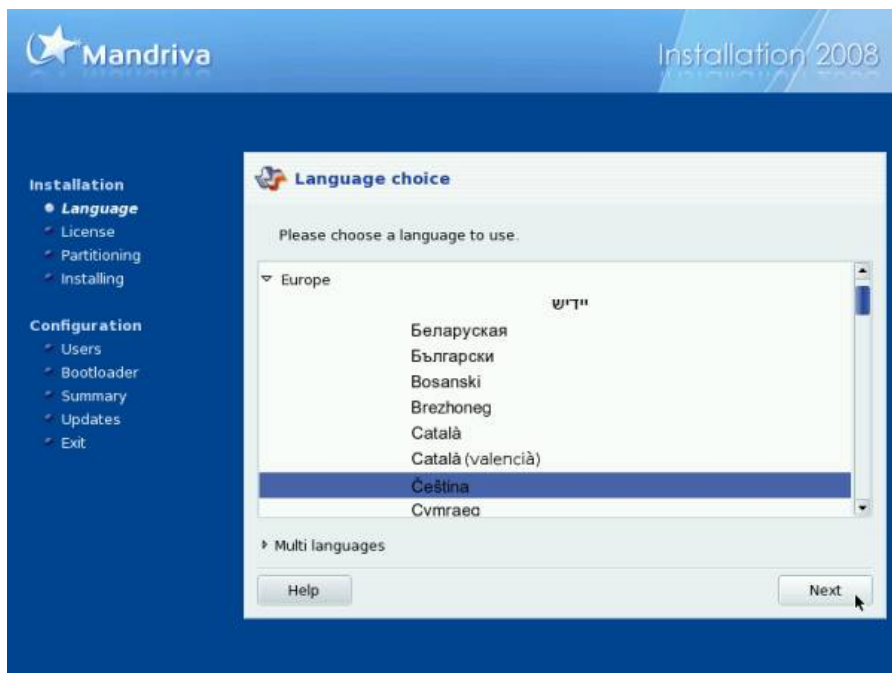 Mandriva
Installation 2008
Installation
Language
License
Partitioning
Installing
Configuration
Users
Bootloader
Summary
Updates
Exit
Language choice
Please choose a language to use.
Europe
ייִדיש
Беларуская
Български
Bosanski
Brezhoneg
Català
Català (valencià)
Čeština
Cymraeg
Multi languages
Help
Next